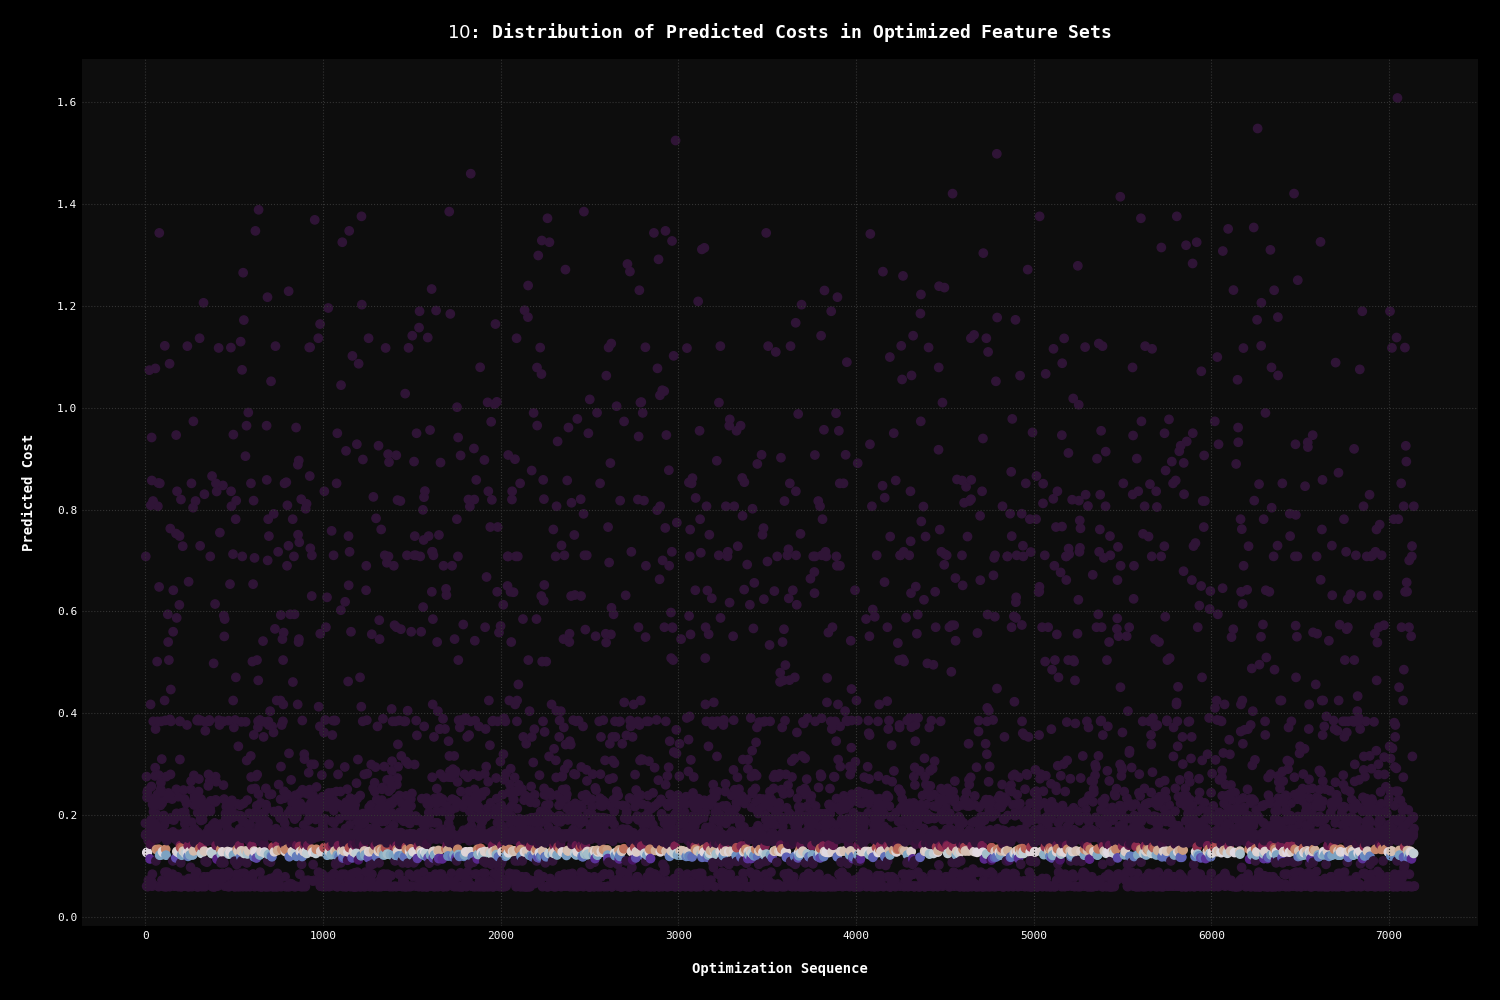 10: Distribution of Predicted Costs in Optimized Feature Sets
1.6
1.4
1.2
1.0
0.8
0.6
0.4
0.2
0.0
Predicted Cost
0 1000 2000 3000 4000 5000 6000 7000
Optimization Sequence